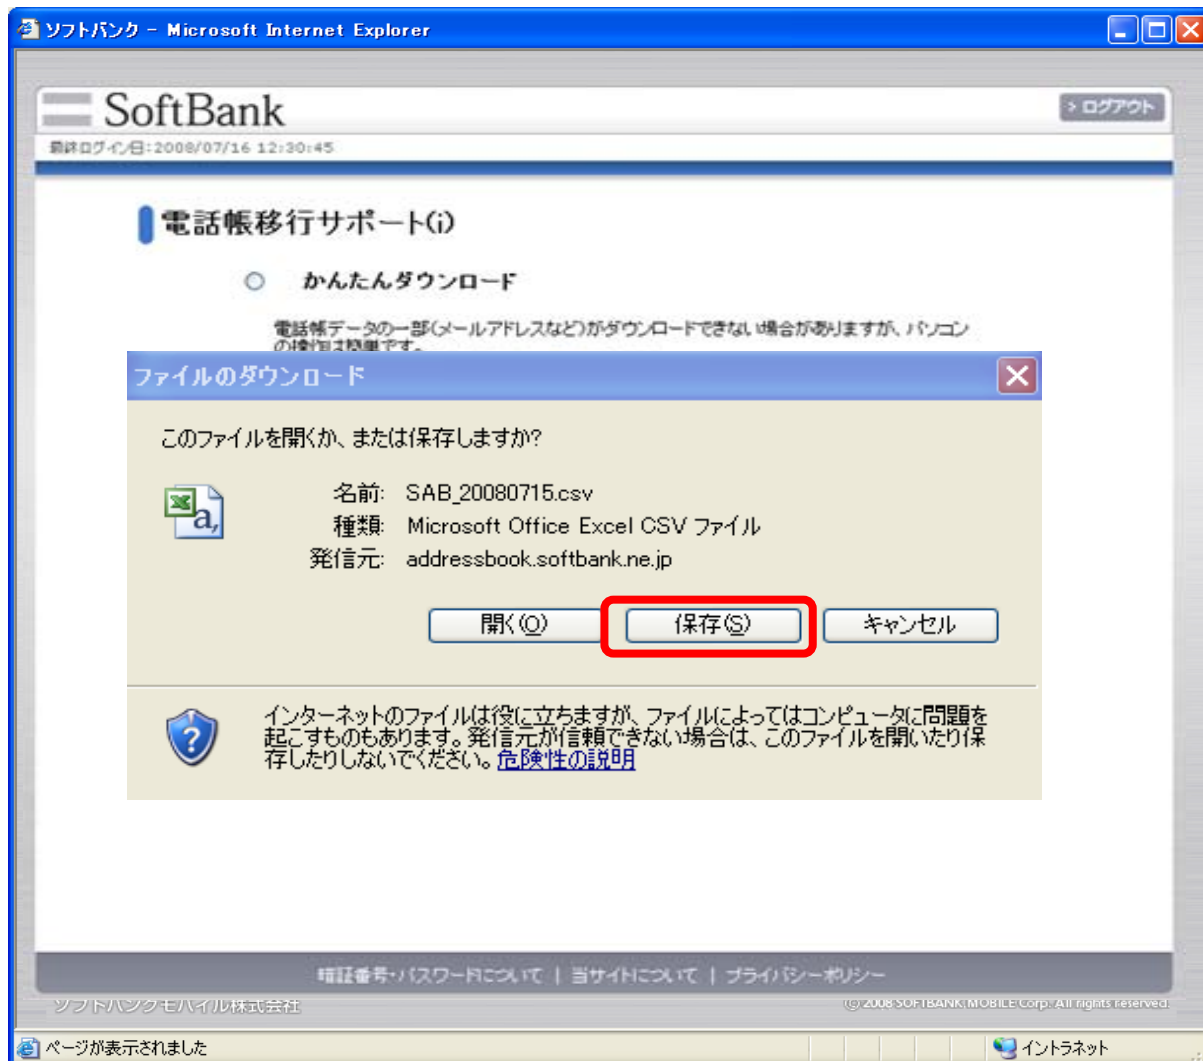 ソフトバンク - Microsoft Internet Explorer
SoftBank
> ログアウト
最終ログイン日:2008/07/16 12:30:45
電話帳移行サポート(i)
かんたんダウンロード
電話帳データの一部(メールアドレスなど)がダウンロードできない場合がありますが、パソコン
の操作は簡単です。
ファイルのダウンロード
このファイルを開くか、または保存しますか?
名前: SAB_20080715.csv
種類: Microsoft Office Excel CSV ファイル
発信元: addressbook.softbank.ne.jp
開く(O) 保存(S) キャンセル
インターネットのファイルは役に立ちますが、ファイルによってはコンピュータに問題を
起こすものもあります。発信元が信頼できない場合は、このファイルを開いたり保
存したりしないでください。危険性の説明
暗証番号・パスワードについて | 当サイトについて | プライバシーポリシー
ソフトバンクモバイル株式会社
(C) 2008 SOFTBANK MOBILE Corp. All rights reserved.
ページが表示されました
イントラネット